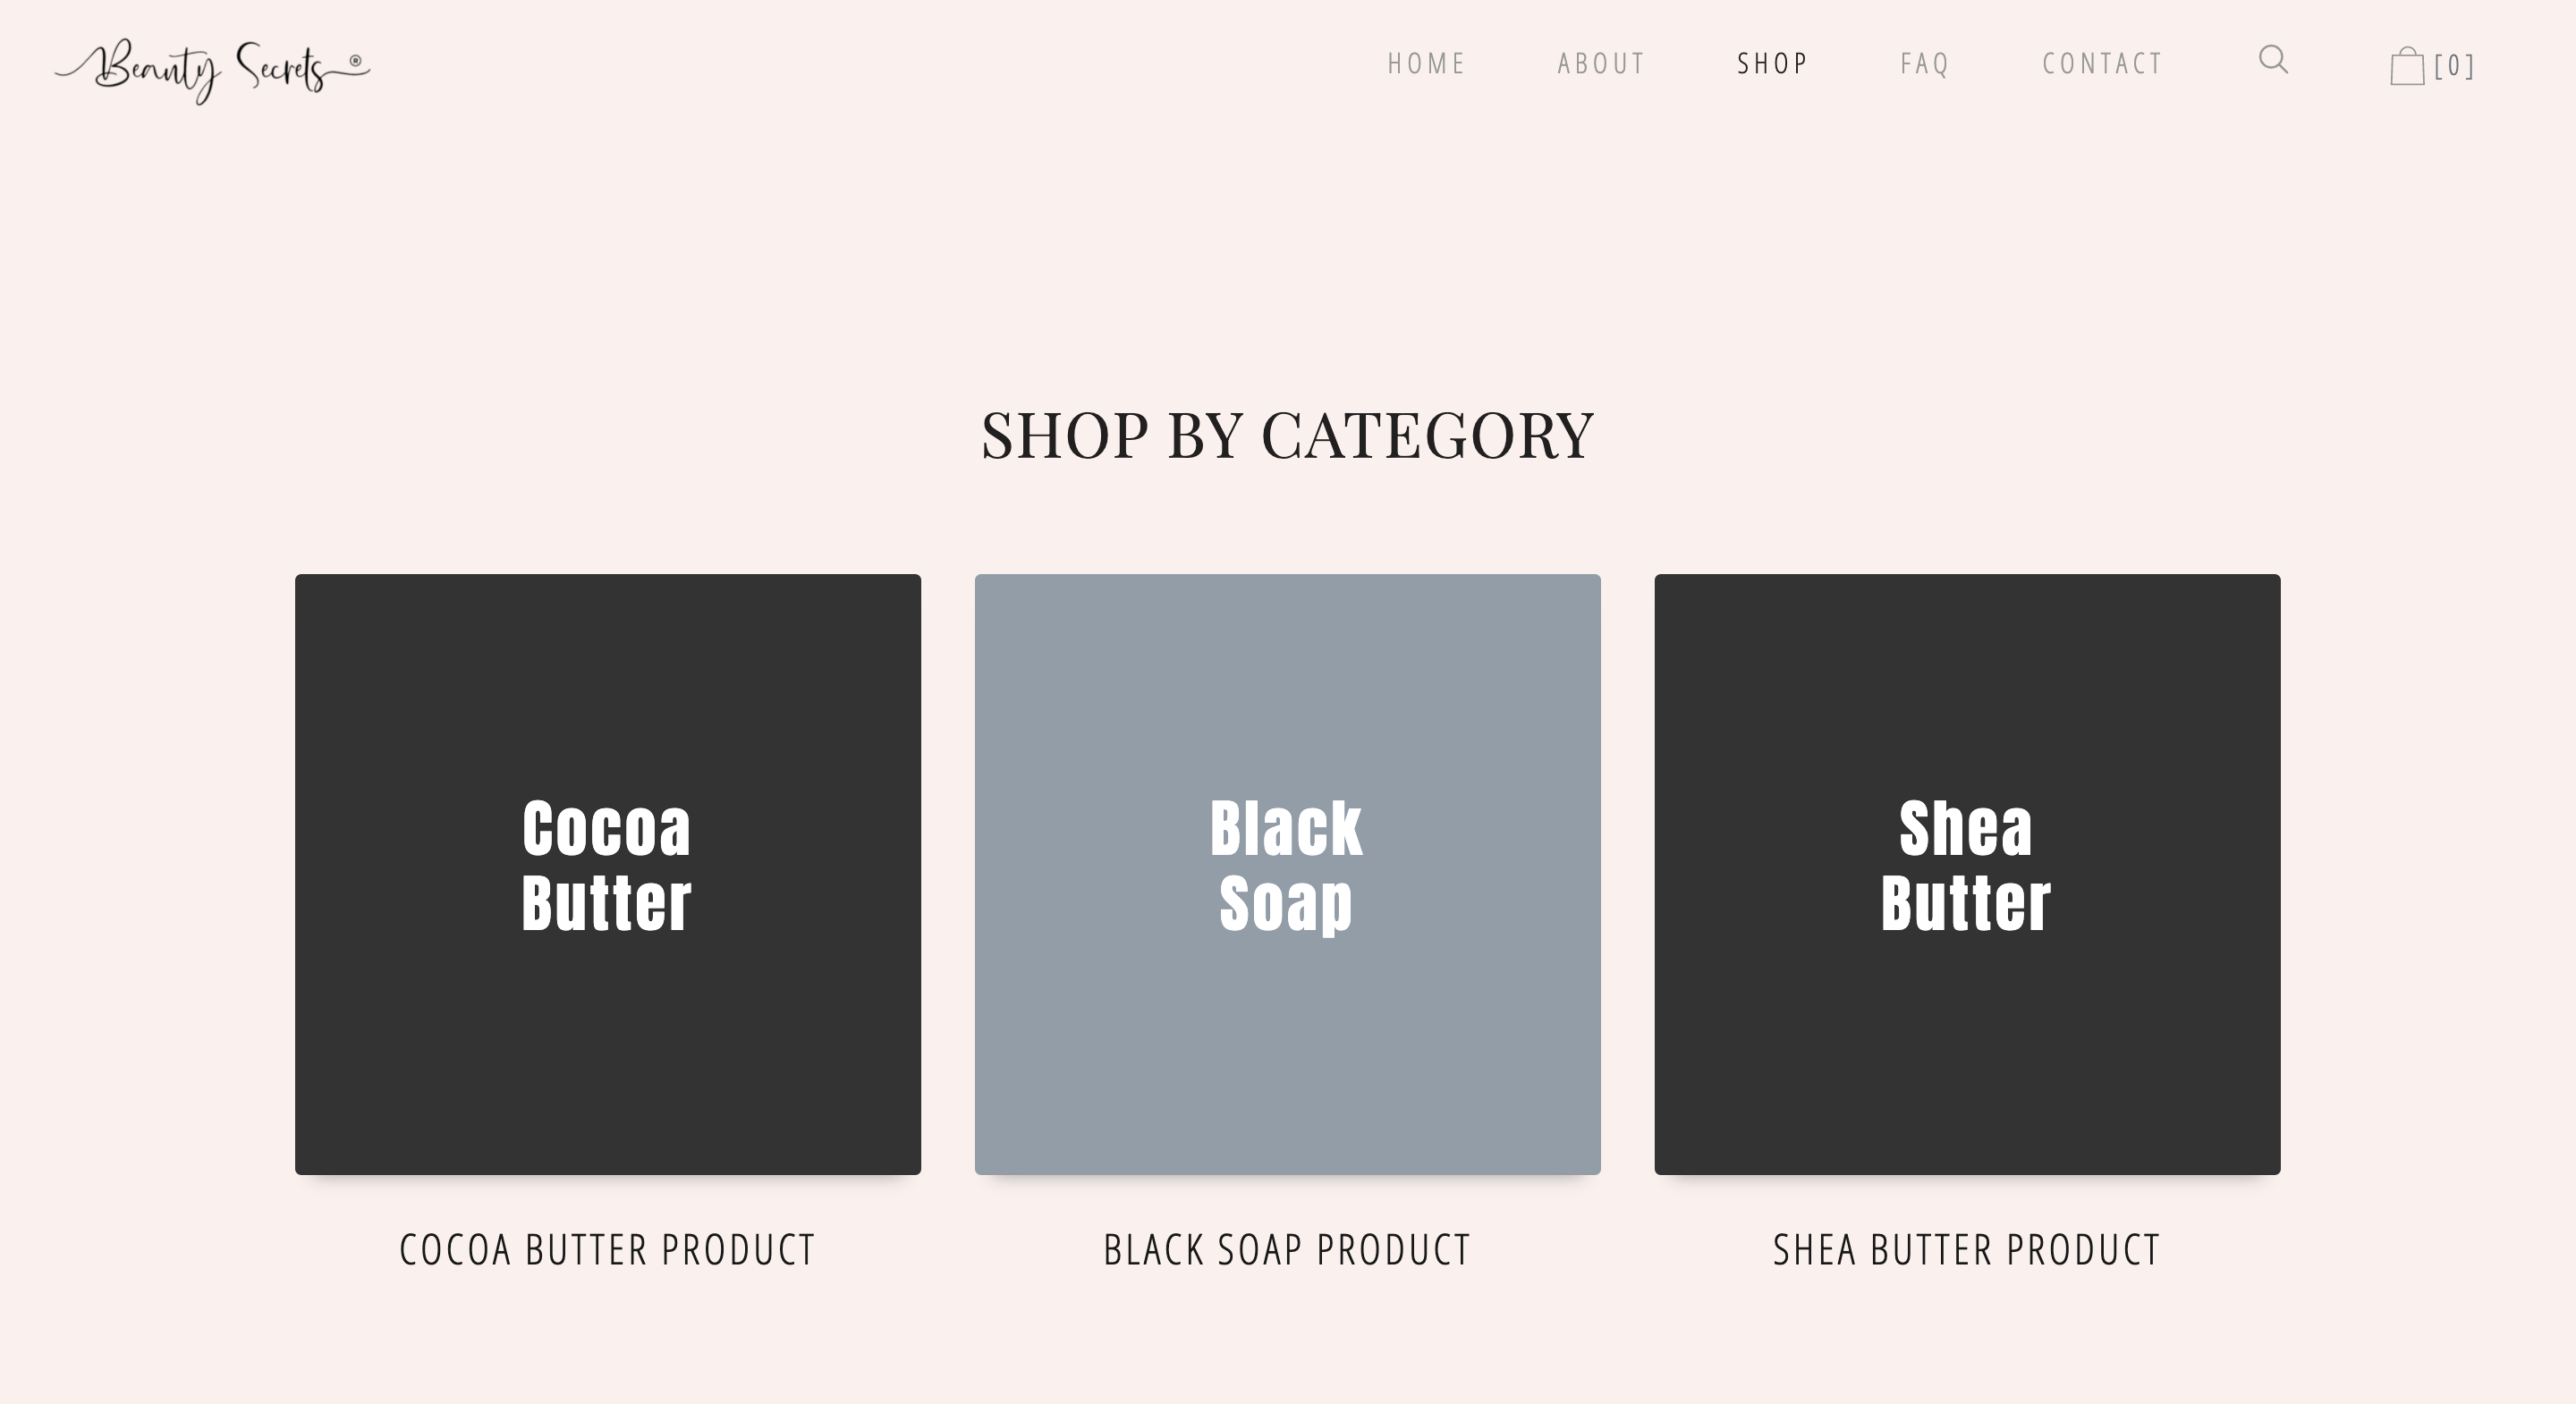 Beauty Secrets®
HOME ABOUT SHOP FAQ CONTACT [0]
SHOP BY CATEGORY
Cocoa
Butter
Black
Soap
Shea
Butter
COCOA BUTTER PRODUCT
BLACK SOAP PRODUCT
SHEA BUTTER PRODUCT